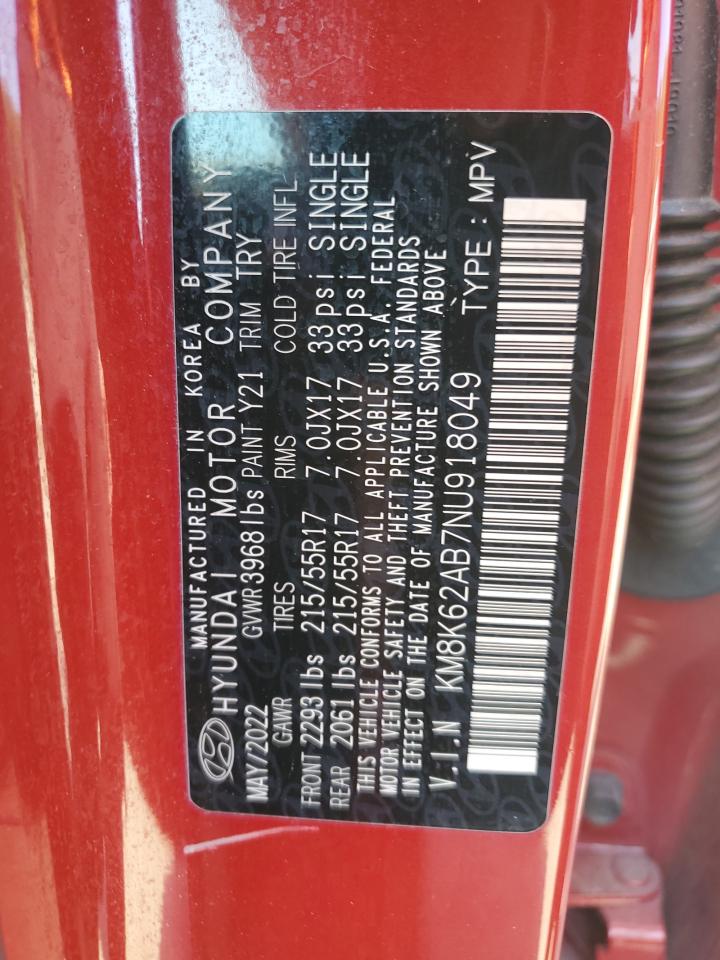 MANUFACTURED IN KOREA BY
HYUNDAI MOTOR COMPANY
MAY/2022 GVWR 3968 lbs PAINT Y21 TRIM TRY
GAWR TIRES RIMS COLD TIRE INFL
FRONT 2293 lbs 215/55R17 7.0JX17 33 psi SINGLE
REAR 2061 lbs 215/55R17 7.0JX17 33 psi SINGLE
THIS VEHICLE CONFORMS TO ALL APPLICABLE U.S.A. FEDERAL
MOTOR VEHICLE SAFETY AND THEFT PREVENTION STANDARDS
IN EFFECT ON THE DATE OF MANUFACTURE SHOWN ABOVE
V.I.N KM8K62AB7NU918049 TYPE : MPV